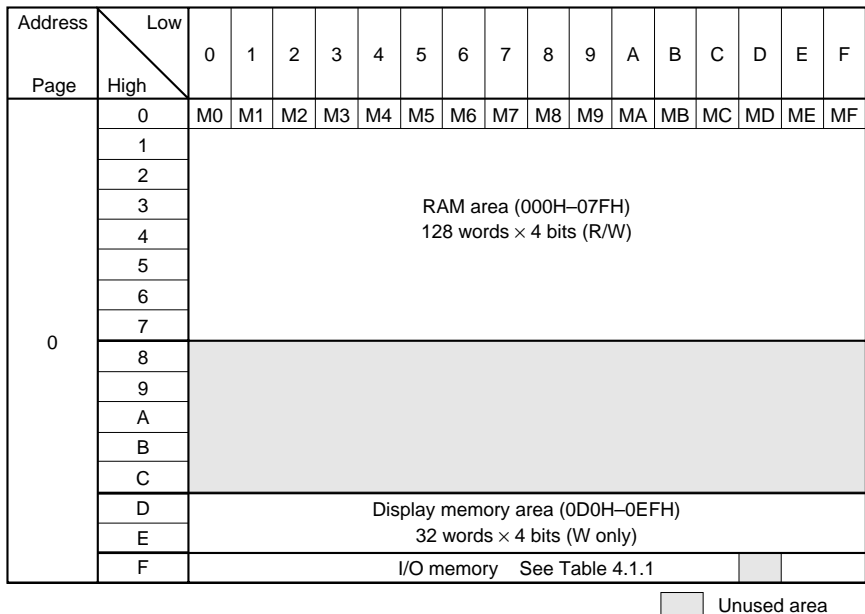 Address Low
0 1 2 3 4 5 6 7 8 9 A B C D E F
Page High
0 M0 M1 M2 M3 M4 M5 M6 M7 M8 M9 MA MB MC MD ME MF
1
2
3 RAM area (000H–07FH)
4 128 words × 4 bits (R/W)
5
6
7
0
8
9
A
B
C
D Display memory area (0D0H–0EFH)
E 32 words × 4 bits (W only)
F I/O memory See Table 4.1.1
Unused area